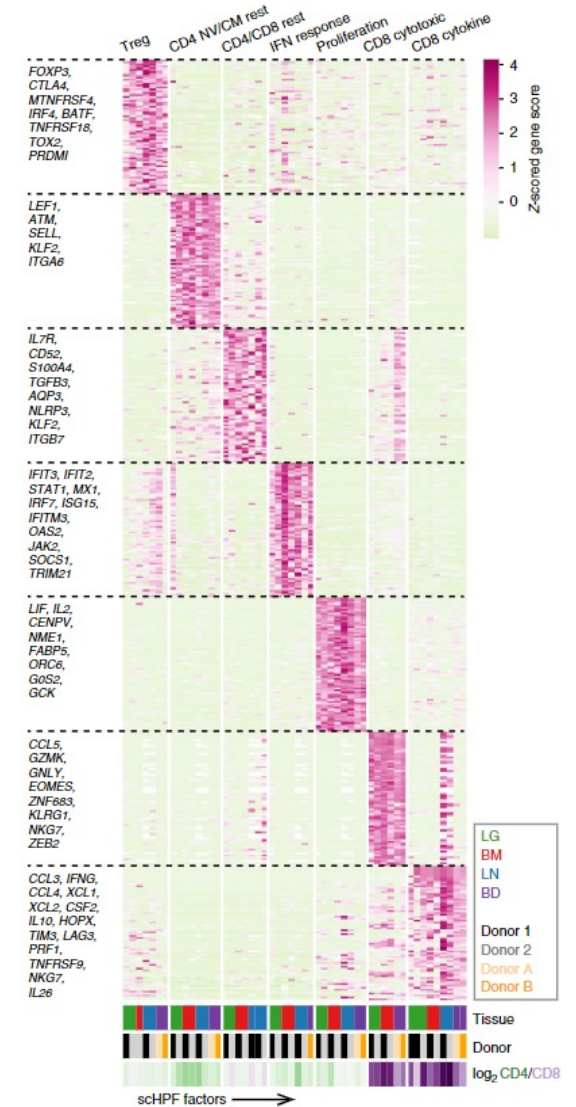 Treg
CD4 NV/CM rest
CD4/CD8 rest
IFN response
Proliferation
CD8 cytotoxic
CD8 cytokine
FOXP3,
CTLA4,
MTNFRSF4,
IRF4, BATF,
TNFRSF18,
TOX2,
PRDMI
4
3
2
1
0
Z-scored gene score
LEF1,
ATM,
SELL,
KLF2,
ITGA6
IL7R,
CD52,
S100A4,
TGFB3,
AQP3,
NLRP3,
KLF2,
ITGB7
IFIT3, IFIT2,
STAT1, MX1,
IRF7, ISG15,
IFITM3,
OAS2,
JAK2,
SOCS1,
TRIM21
LIF, IL2,
CENPV,
NME1,
FABP5,
ORC6,
G0S2,
GCK
CCL5,
GZMK,
GNLY,
EOMES,
ZNF683,
KLRG1,
NKG7,
ZEB2
CCL3, IFNG,
CCL4, XCL1,
XCL2, CSF2,
IL10, HOPX,
TIM3, LAG3,
PRF1,
TNFRSF9,
NKG7,
IL26
LG
BM
LN
BD
Donor 1
Donor 2
Donor A
Donor B
Tissue
Donor
log2 CD4/CD8
scHPF factors